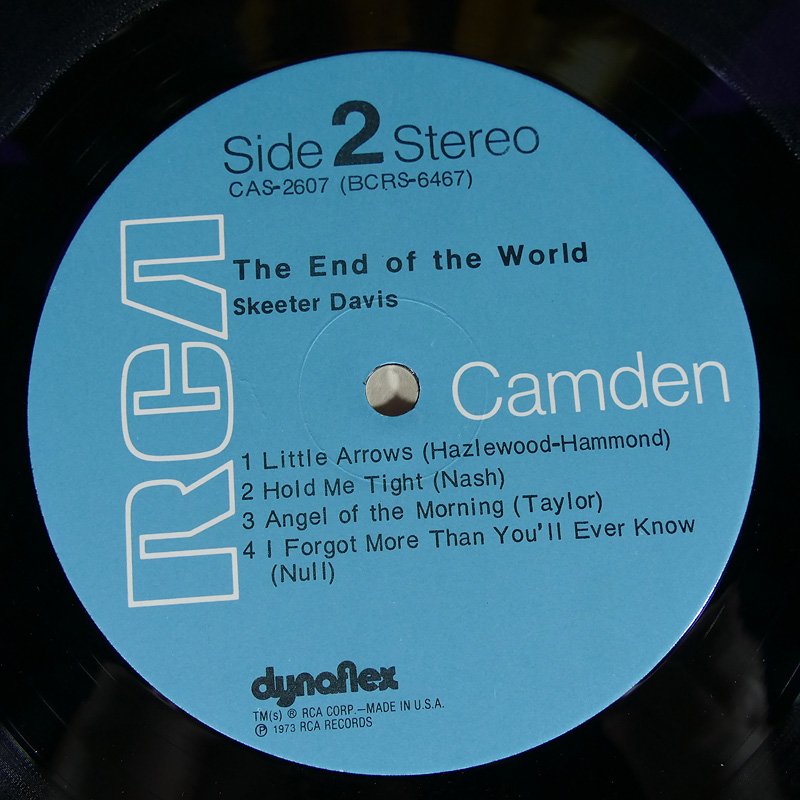 Side 2 Stereo
CAS-2607 (BCRS-6467)
The End of the World
Skeeter Davis
RCA
Camden
1 Little Arrows (Hazlewood-Hammond)
2 Hold Me Tight (Nash)
3 Angel of the Morning (Taylor)
4 I Forgot More Than You'll Ever Know
(Null)
dynaflex
TM(s) ® RCA CORP.—MADE IN U.S.A.
℗ 1973 RCA RECORDS